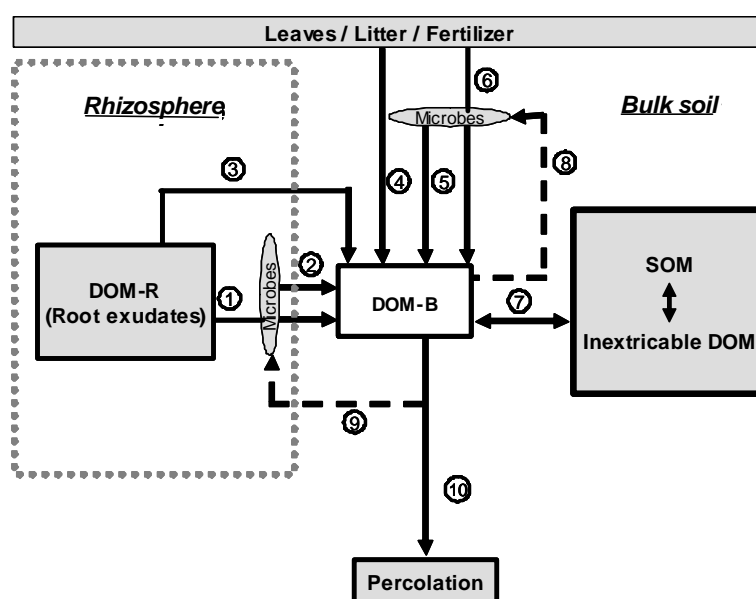 Leaves / Litter / Fertilizer
Rhizosphere
Bulk soil
6
Microbes
3
4
5
8
DOM-R
(Root exudates)
1
Microbes
2
DOM-B
7
SOM
Inextricable DOM
9
10
Percolation